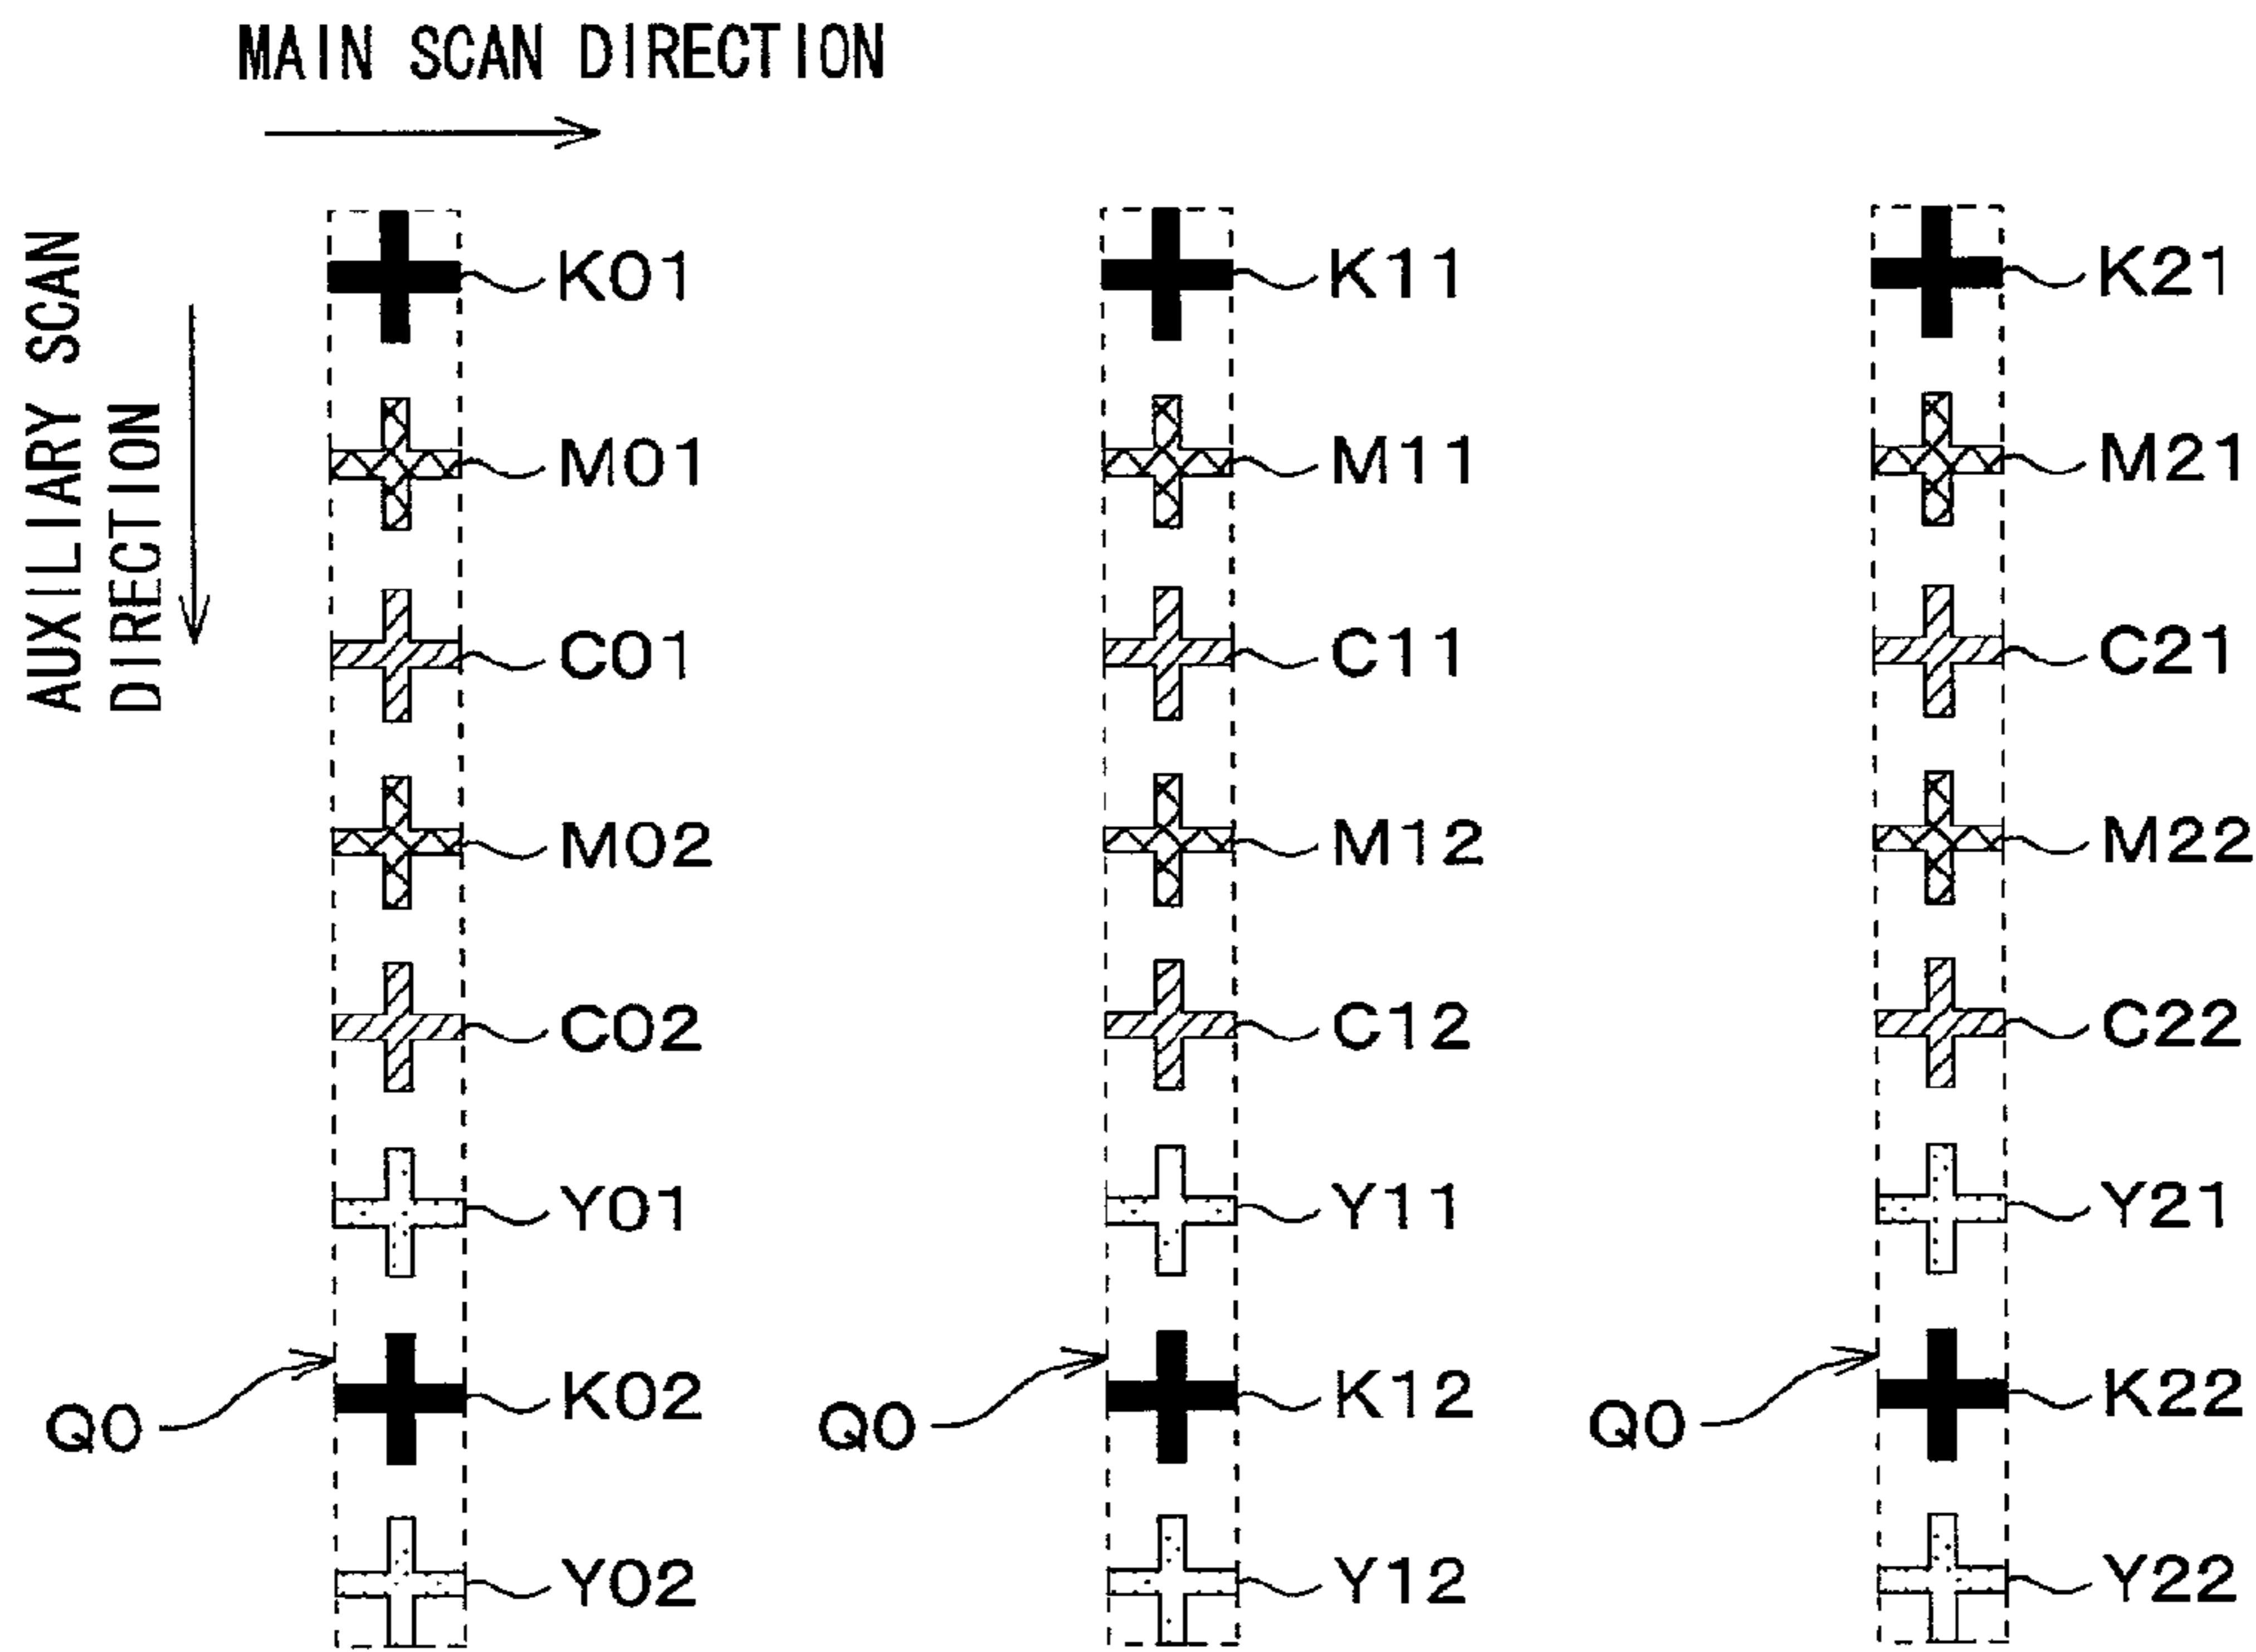 MAIN SCAN DIRECTION
AUXILIARY SCAN
DIRECTION
K01 K11 K21
M01 M11 M21
C01 C11 C21
M02 M12 M22
C02 C12 C22
Y01 Y11 Y21
K02 K12 K22
Q0 Q0 Q0
Y02 Y12 Y22